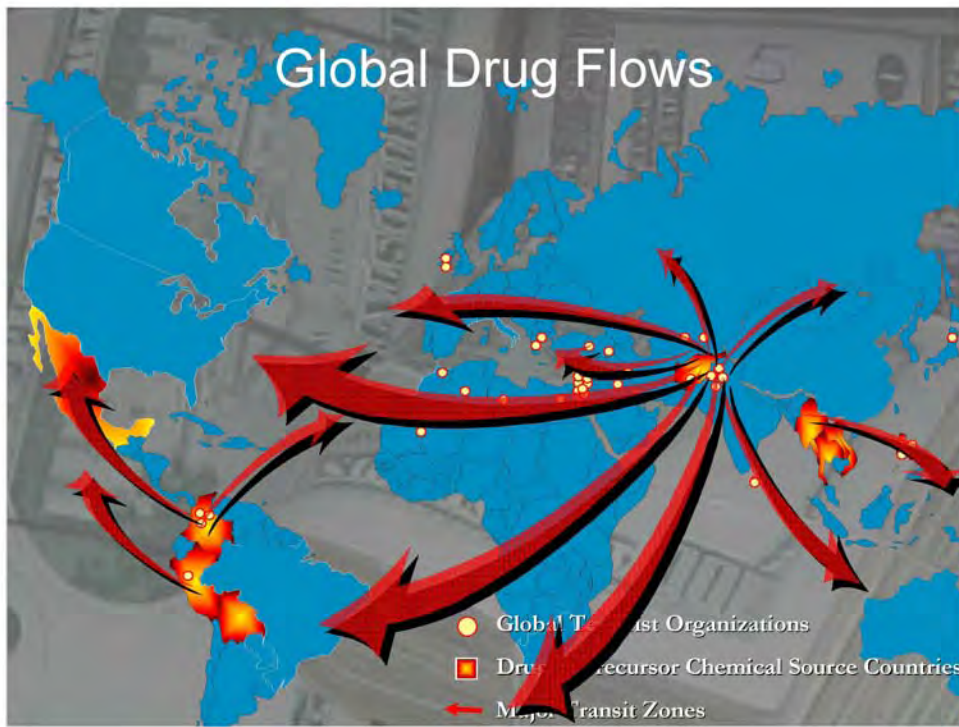 Global Drug Flows
Global Organizations
Chemical Source Countries
Transit Zones